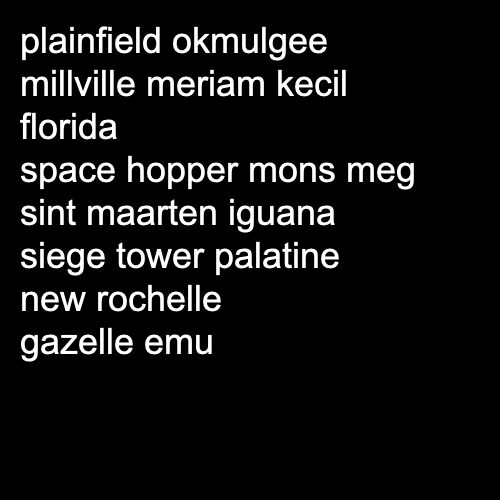 plainfield okmulgee
millville meriam kecil
florida
space hopper mons meg
sint maarten iguana
siege tower palatine
new rochelle
gazelle emu